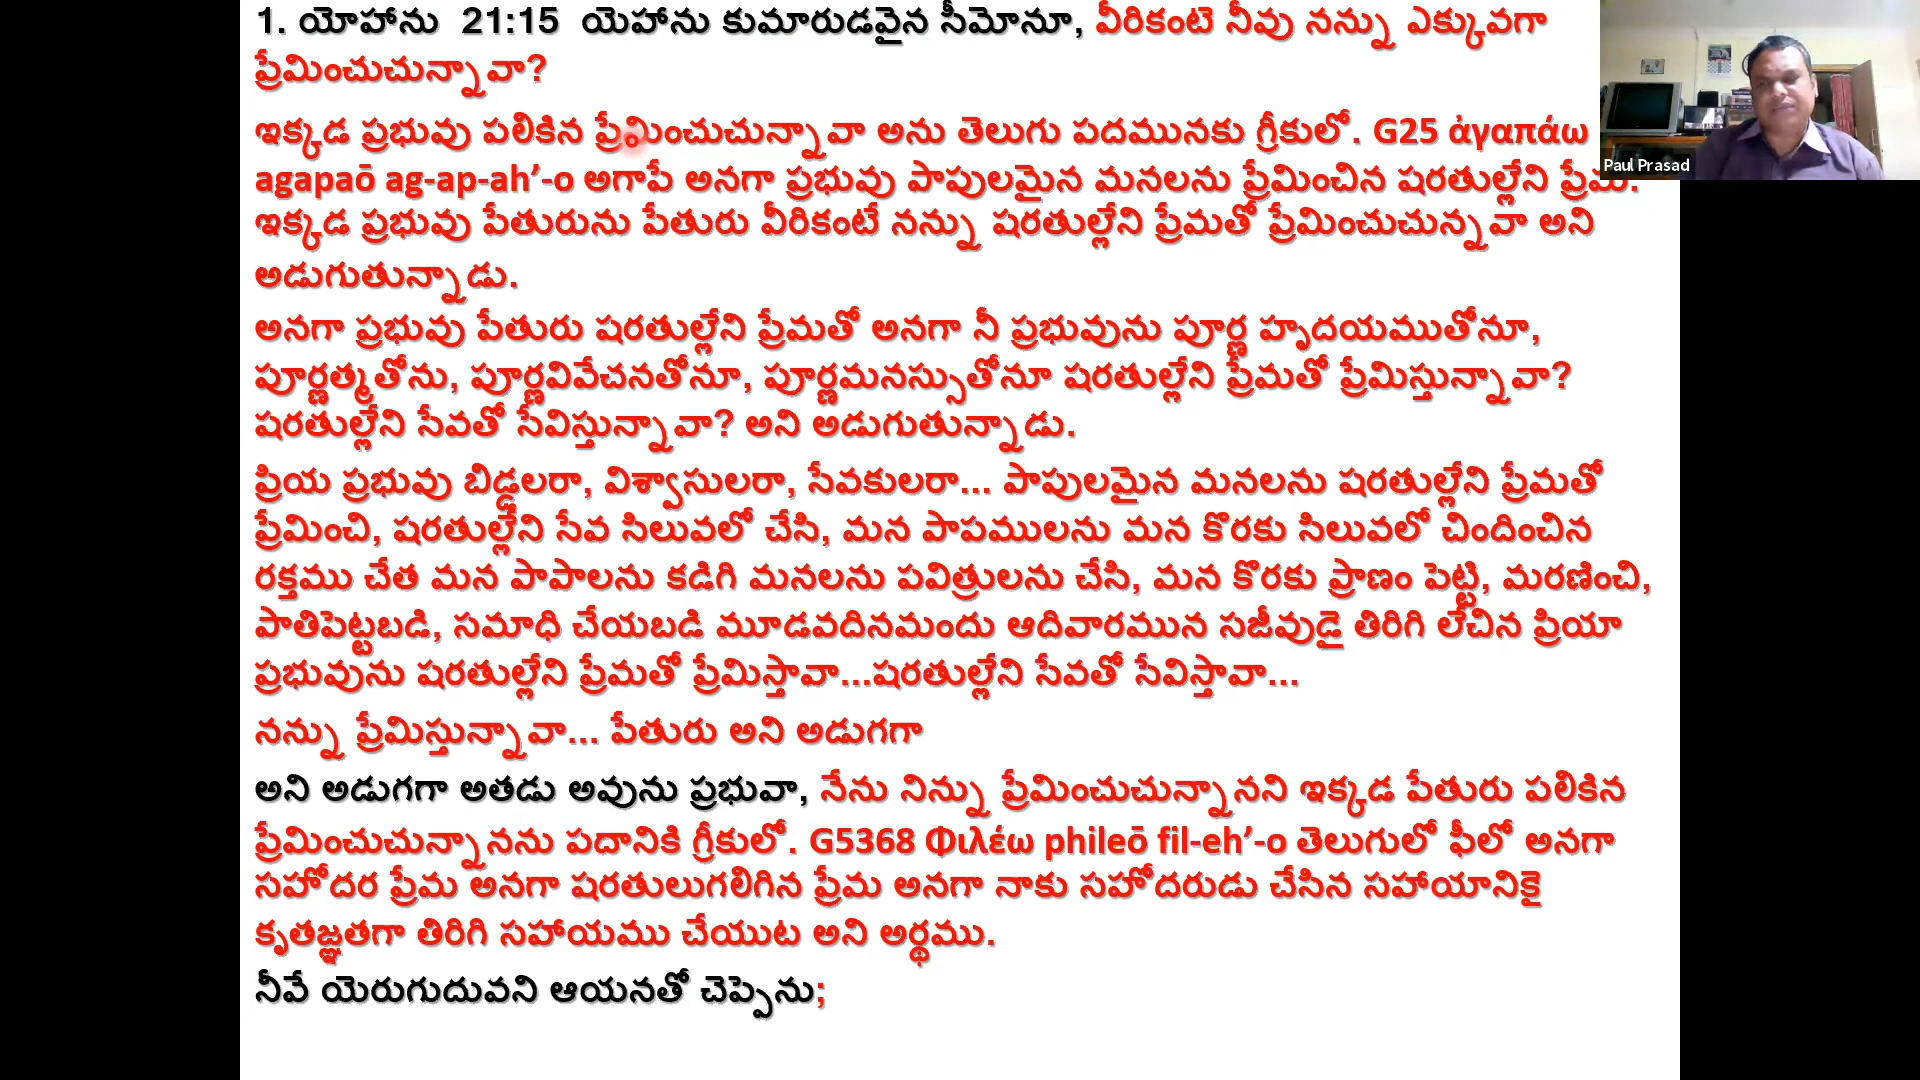 1. యోహాను 21:15 యెహాను కుమారుడవైన సీమోనూ, వీరికంటె నీవు నన్ను ఎక్కువగా
ప్రేమించుచున్నావా?
ఇక్కడ ప్రభువు పలికిన ప్రేమించుచున్నావా అను తెలుగు పదమునకు గ్రీకులో. G25 ἀγαπάω
agapaō ag-ap-ah’-o అగాపే అనగా ప్రభువు పాపులమైన మనలను ప్రేమించిన షరతుల్లేని ప్రేమ.
ఇక్కడ ప్రభువు పేతురును పేతురు వీరికంటే నన్ను షరతుల్లేని ప్రేమతో ప్రేమించుచున్నవా అని
అడుగుతున్నాడు.
అనగా ప్రభువు పేతురు షరతుల్లేని ప్రేమతో అనగా నీ ప్రభువును పూర్ణ హృదయముతోనూ,
పూర్ణత్మతోను, పూర్ణవివేచనతోనూ, పూర్ణమనస్సుతోనూ షరతుల్లేని ప్రేమతో ప్రేమిస్తున్నావా?
షరతుల్లేని సేవతో సేవిస్తున్నావా? అని అడుగుతున్నాడు.
ప్రియ ప్రభువు బిడ్డలరా, విశ్వాసులరా, సేవకులరా... పాపులమైన మనలను షరతుల్లేని ప్రేమతో
ప్రేమించి, షరతుల్లేని సేవ సిలువలో చేసి, మన పాపములను మన కొరకు సిలువలో చిందించిన
రక్తము చేత మన పాపాలను కడిగి మనలను పవిత్రులను చేసి, మన కొరకు ప్రాణం పెట్టి, మరణించి,
పాతిపెట్టబడి, సమాధి చేయబడి మూడవదినమందు ఆదివారమున సజీవుడై తిరిగి లేచిన ప్రియా
ప్రభువును షరతుల్లేని ప్రేమతో ప్రేమిస్తావా...షరతుల్లేని సేవతో సేవిస్తావా...
నన్ను ప్రేమిస్తున్నావా... పేతురు అని అడుగగా
అని అడుగగా అతడు అవును ప్రభువా, నేను నిన్ను ప్రేమించుచున్నానని ఇక్కడ పేతురు పలికిన
ప్రేమించుచున్నానను పదానికి గ్రీకులో. G5368 Φιλέω phileō fil-eh’-o తెలుగులో ఫీలో అనగా
సహోదర ప్రేమ అనగా షరతులుగలిగిన ప్రేమ అనగా నాకు సహోదరుడు చేసిన సహాయానికై
కృతజ్ఞతగా తిరిగి సహాయము చేయుట అని అర్థము.
నీవే యెరుగుదువని ఆయనతో చెప్పెను;
Paul Prasad